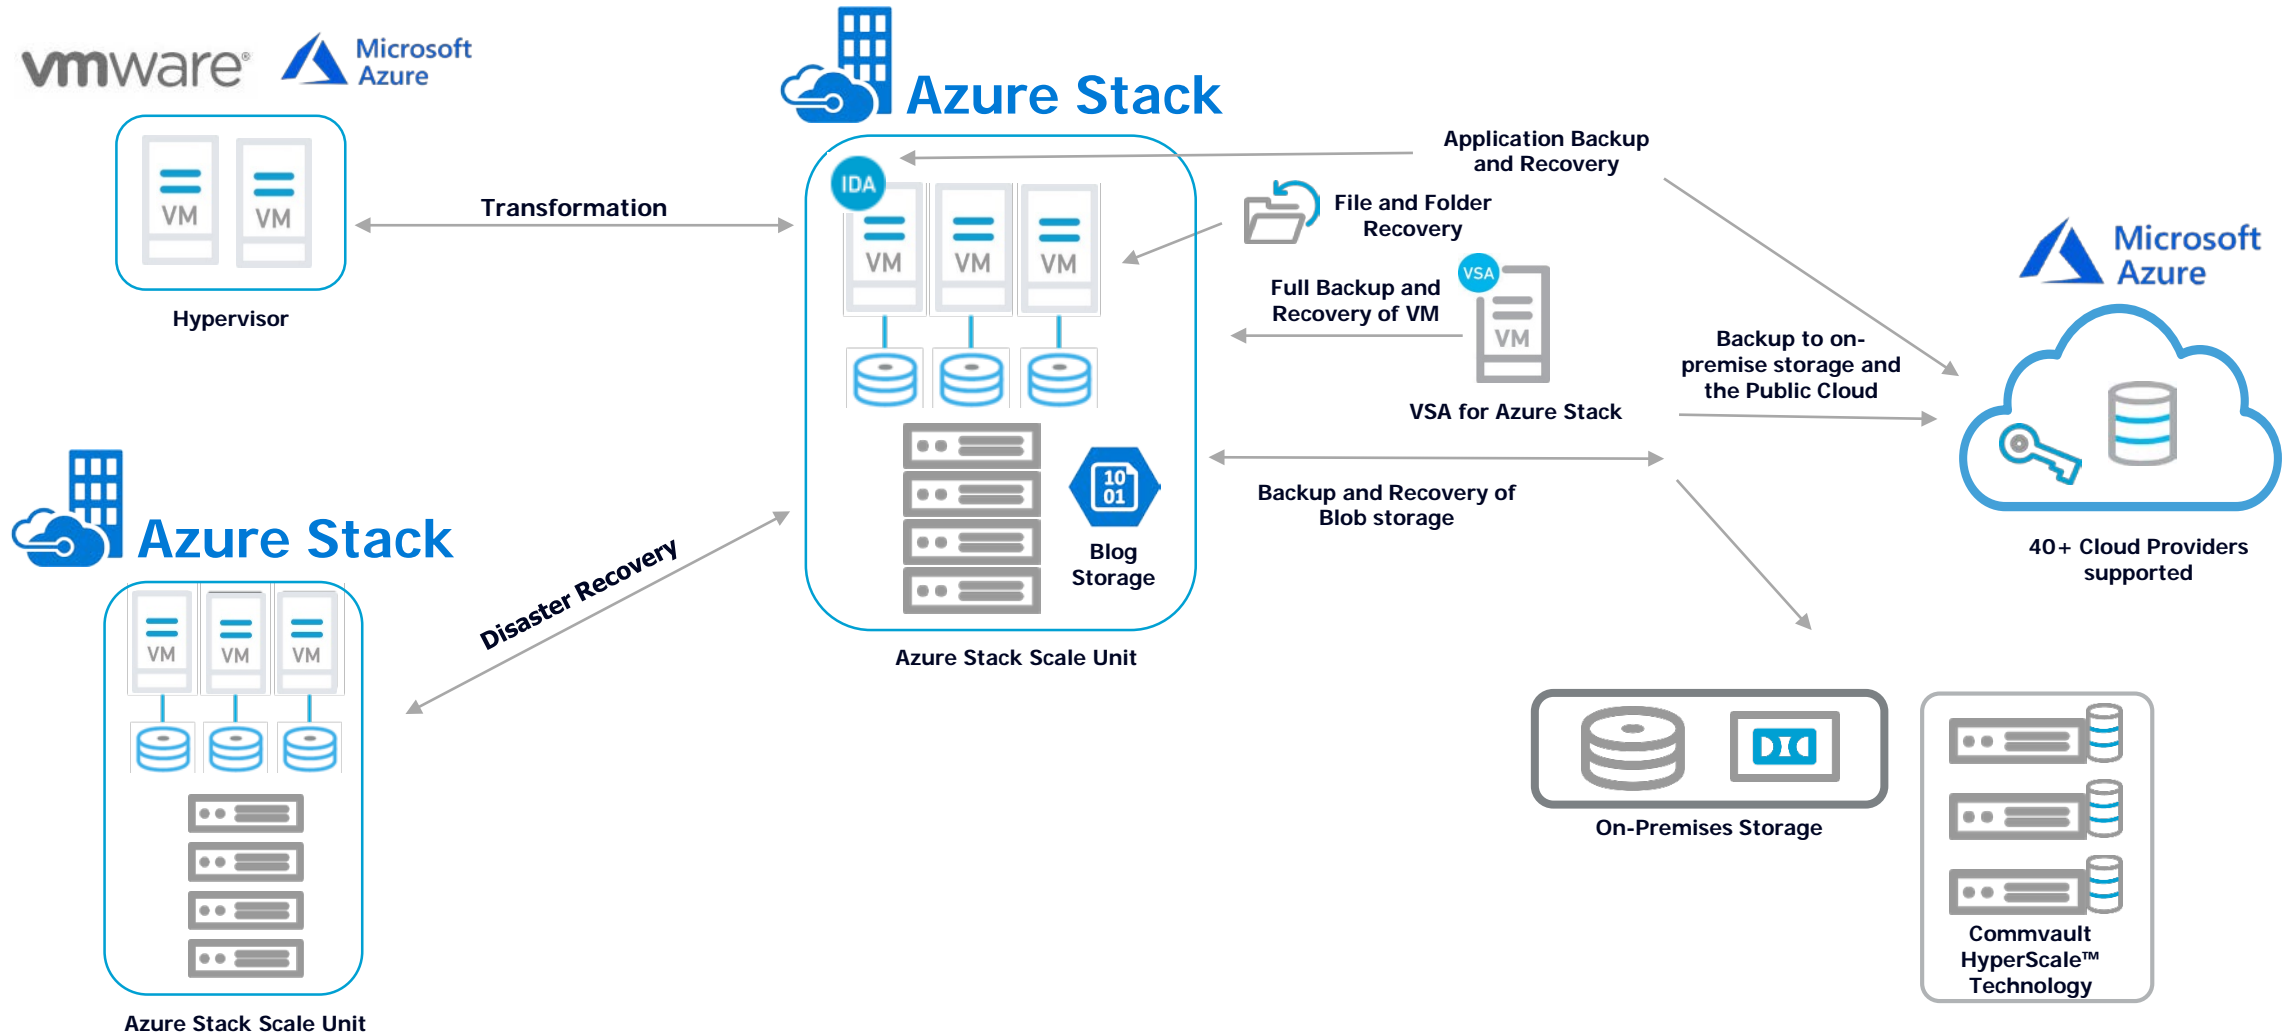 vmware®
Microsoft
Azure
VM
VM
Hypervisor
Transformation
Azure Stack
IDA
VM
VM
VM
10
01
Blog
Storage
Azure Stack Scale Unit
Application Backup
and Recovery
File and Folder
Recovery
Full Backup and
Recovery of VM
VSA
VM
VSA for Azure Stack
Backup to on-
premise storage and
the Public Cloud
Backup and Recovery of
Blob storage
Microsoft
Azure
40+ Cloud Providers
supported
Azure Stack
VM
VM
VM
Azure Stack Scale Unit
Disaster Recovery
On-Premises Storage
Commvault
HyperScale™
Technology